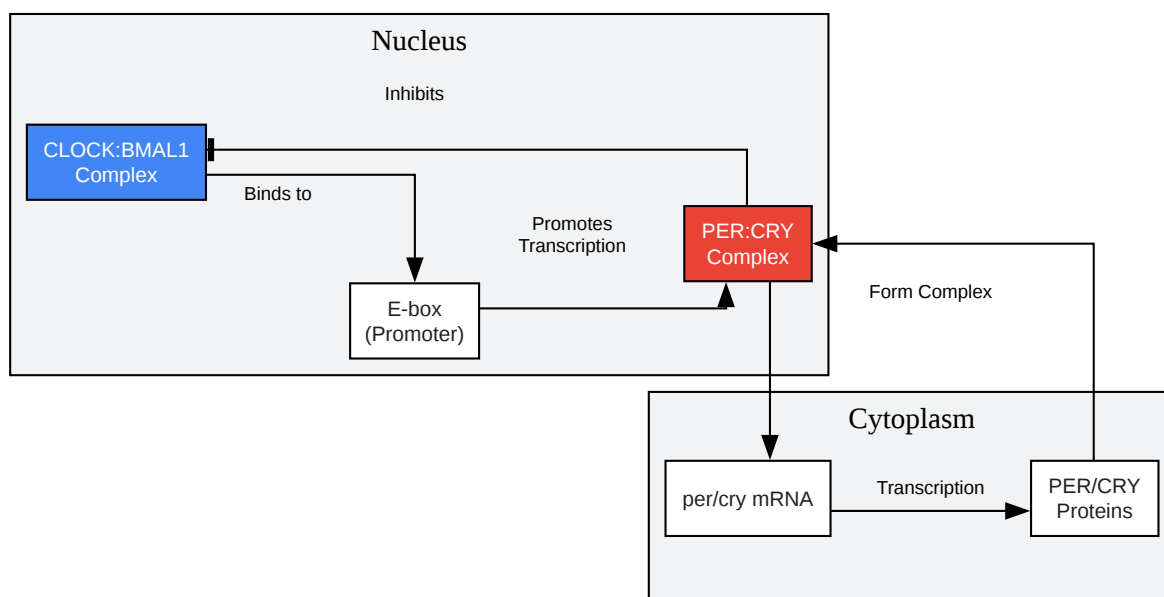 Nucleus
Inhibits
CLOCK:BMAL1
Complex
Binds to
Promotes
Transcription
PER:CRY
Complex
Form Complex
E-box
(Promoter)
Cytoplasm
per/cry mRNA
Transcription
PER/CRY
Proteins